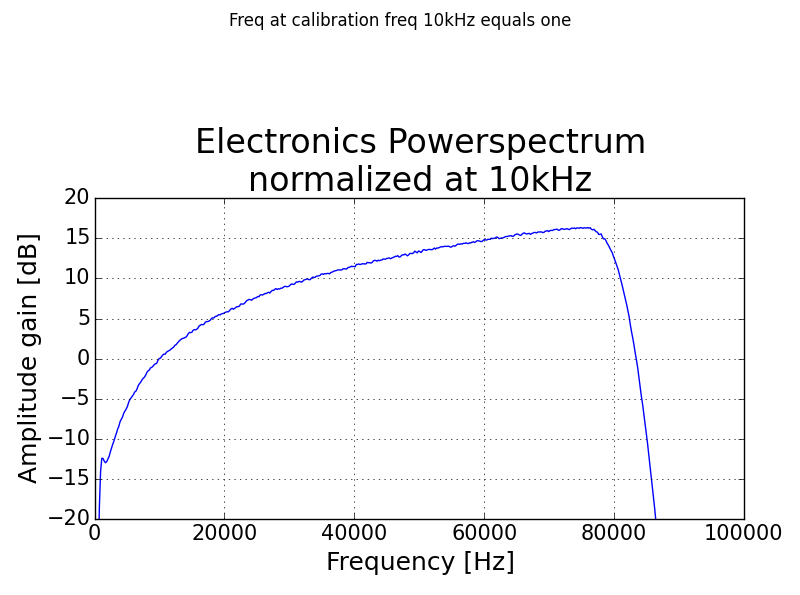 Freq at calibration freq 10kHz equals one
Electronics Powerspectrum
normalized at 10kHz
Amplitude gain [dB]
20
15
10
5
0
−5
−10
−15
−20
0 20000 40000 60000 80000 100000
Frequency [Hz]